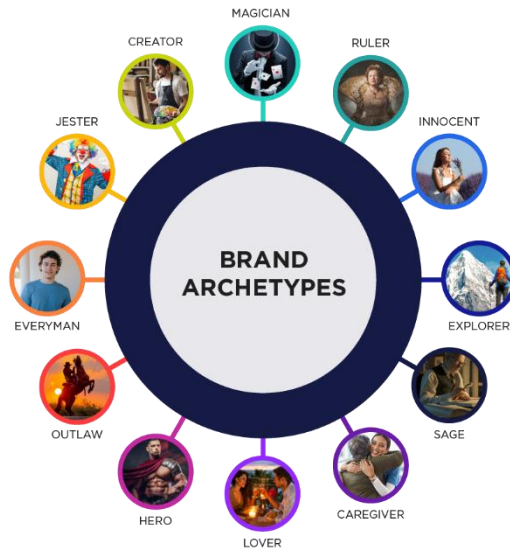 MAGICIAN
CREATOR
RULER
JESTER
INNOCENT
BRAND
ARCHETYPES
EVERYMAN
EXPLORER
OUTLAW
SAGE
HERO
CAREGIVER
LOVER